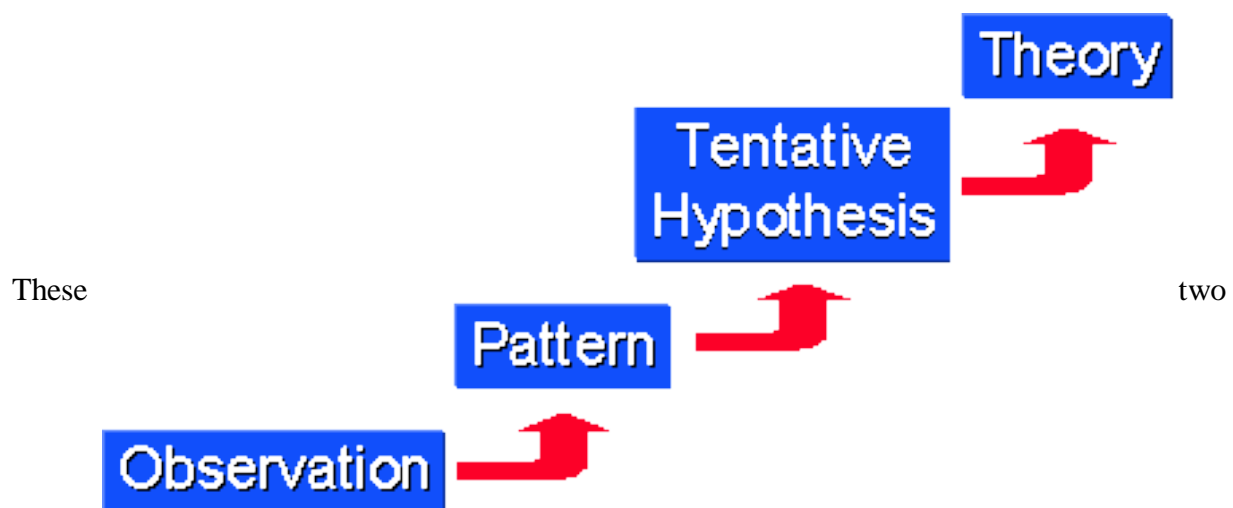 Theory
Tentative
Hypothesis
These two
Pattern
Observation